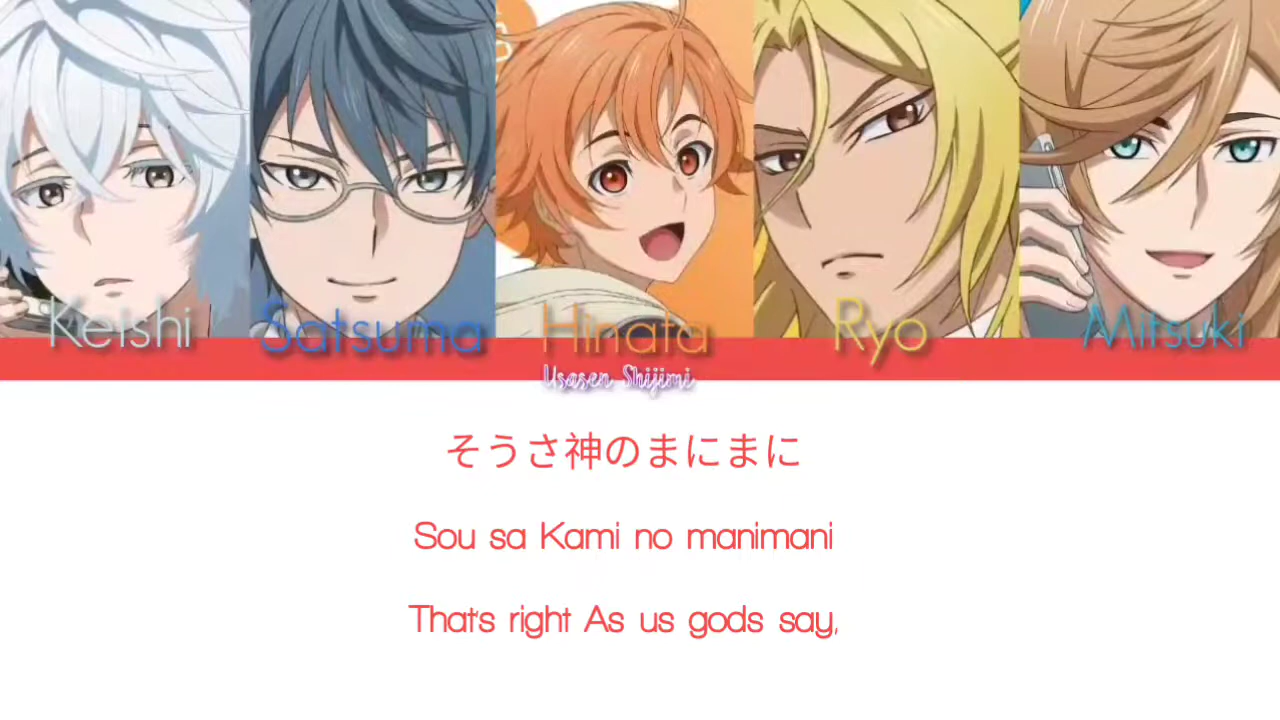 Keishi Satsuma Hinata Ryo Mitsuki
Usasen Shijimi
そうさ神のまにまに
Sou sa Kami no manimani
That's right As us gods say,